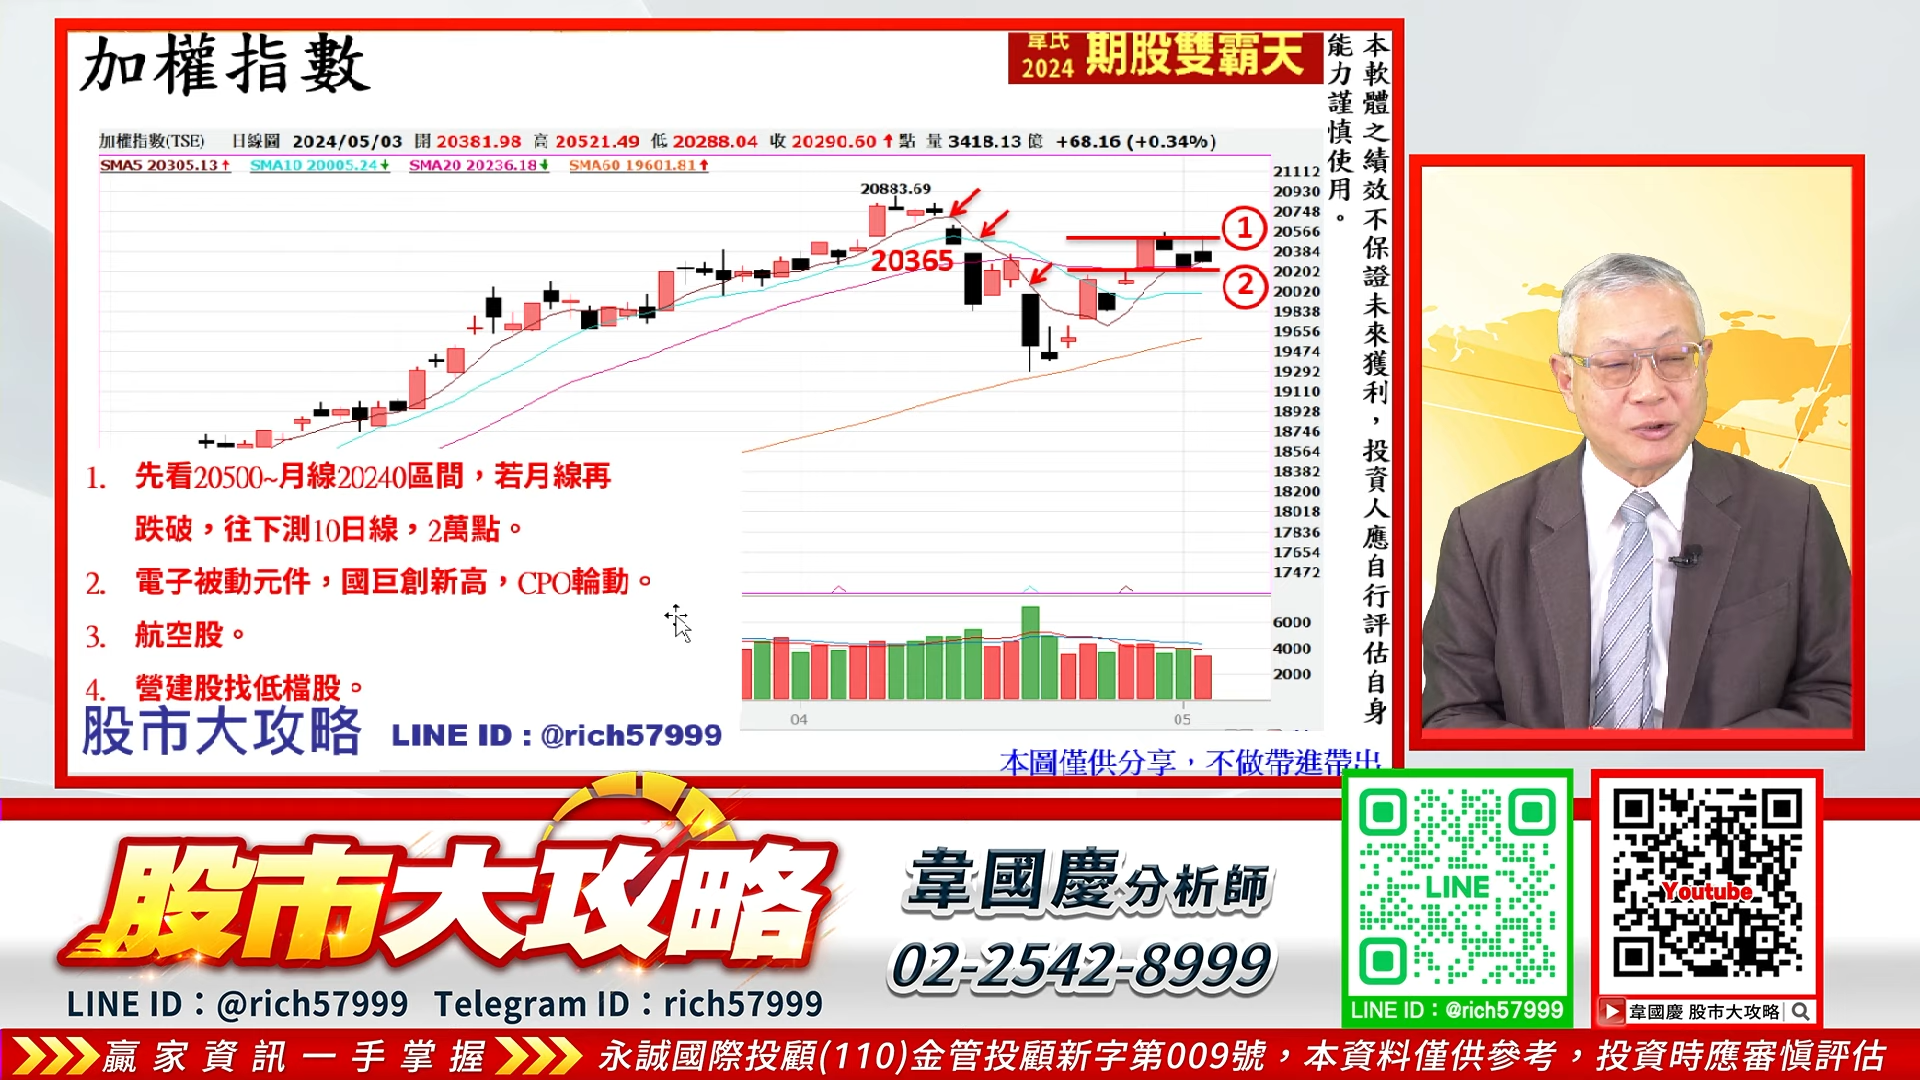 加權指數
韋氏
2024
期股雙霸天
本軟體之績效不保證未來獲利，投資人應自行評估自身
能力謹慎使用。
加權指數(TSE) 日線圖 2024/05/03 開 20381.98 高 20521.49 低 20288.04 收 20290.60 ↑ 點 量 3418.13 億 +68.16 (+0.34%)
SMA5 20305.13↑ SMA10 20005.24↓ SMA20 20236.18↓ SMA60 19601.81↑
20883.69
20365
1
2
21112
20930
20748
20566
20384
20202
20020
19838
19656
19474
19292
19110
18928
18746
18564
18382
18200
18018
17836
17654
17472
6000
4000
2000
04
05
1. 先看20500~月線20240區間，若月線再
跌破，往下測10日線，2萬點。
2. 電子被動元件，國巨創新高，CPO輪動。
3. 航空股。
4. 營建股找低檔股。
股市大攻略 LINE ID：@rich57999
本圖僅供分享，不做帶進帶出
股市大攻略
LINE ID：@rich57999 Telegram ID：rich57999
韋國慶分析師
02-2542-8999
LINE
LINE ID：@rich57999
Youtube
韋國慶 股市大攻略
贏家資訊一手掌握
永誠國際投顧(110)金管投顧新字第009號，本資料僅供參考，投資時應審慎評估